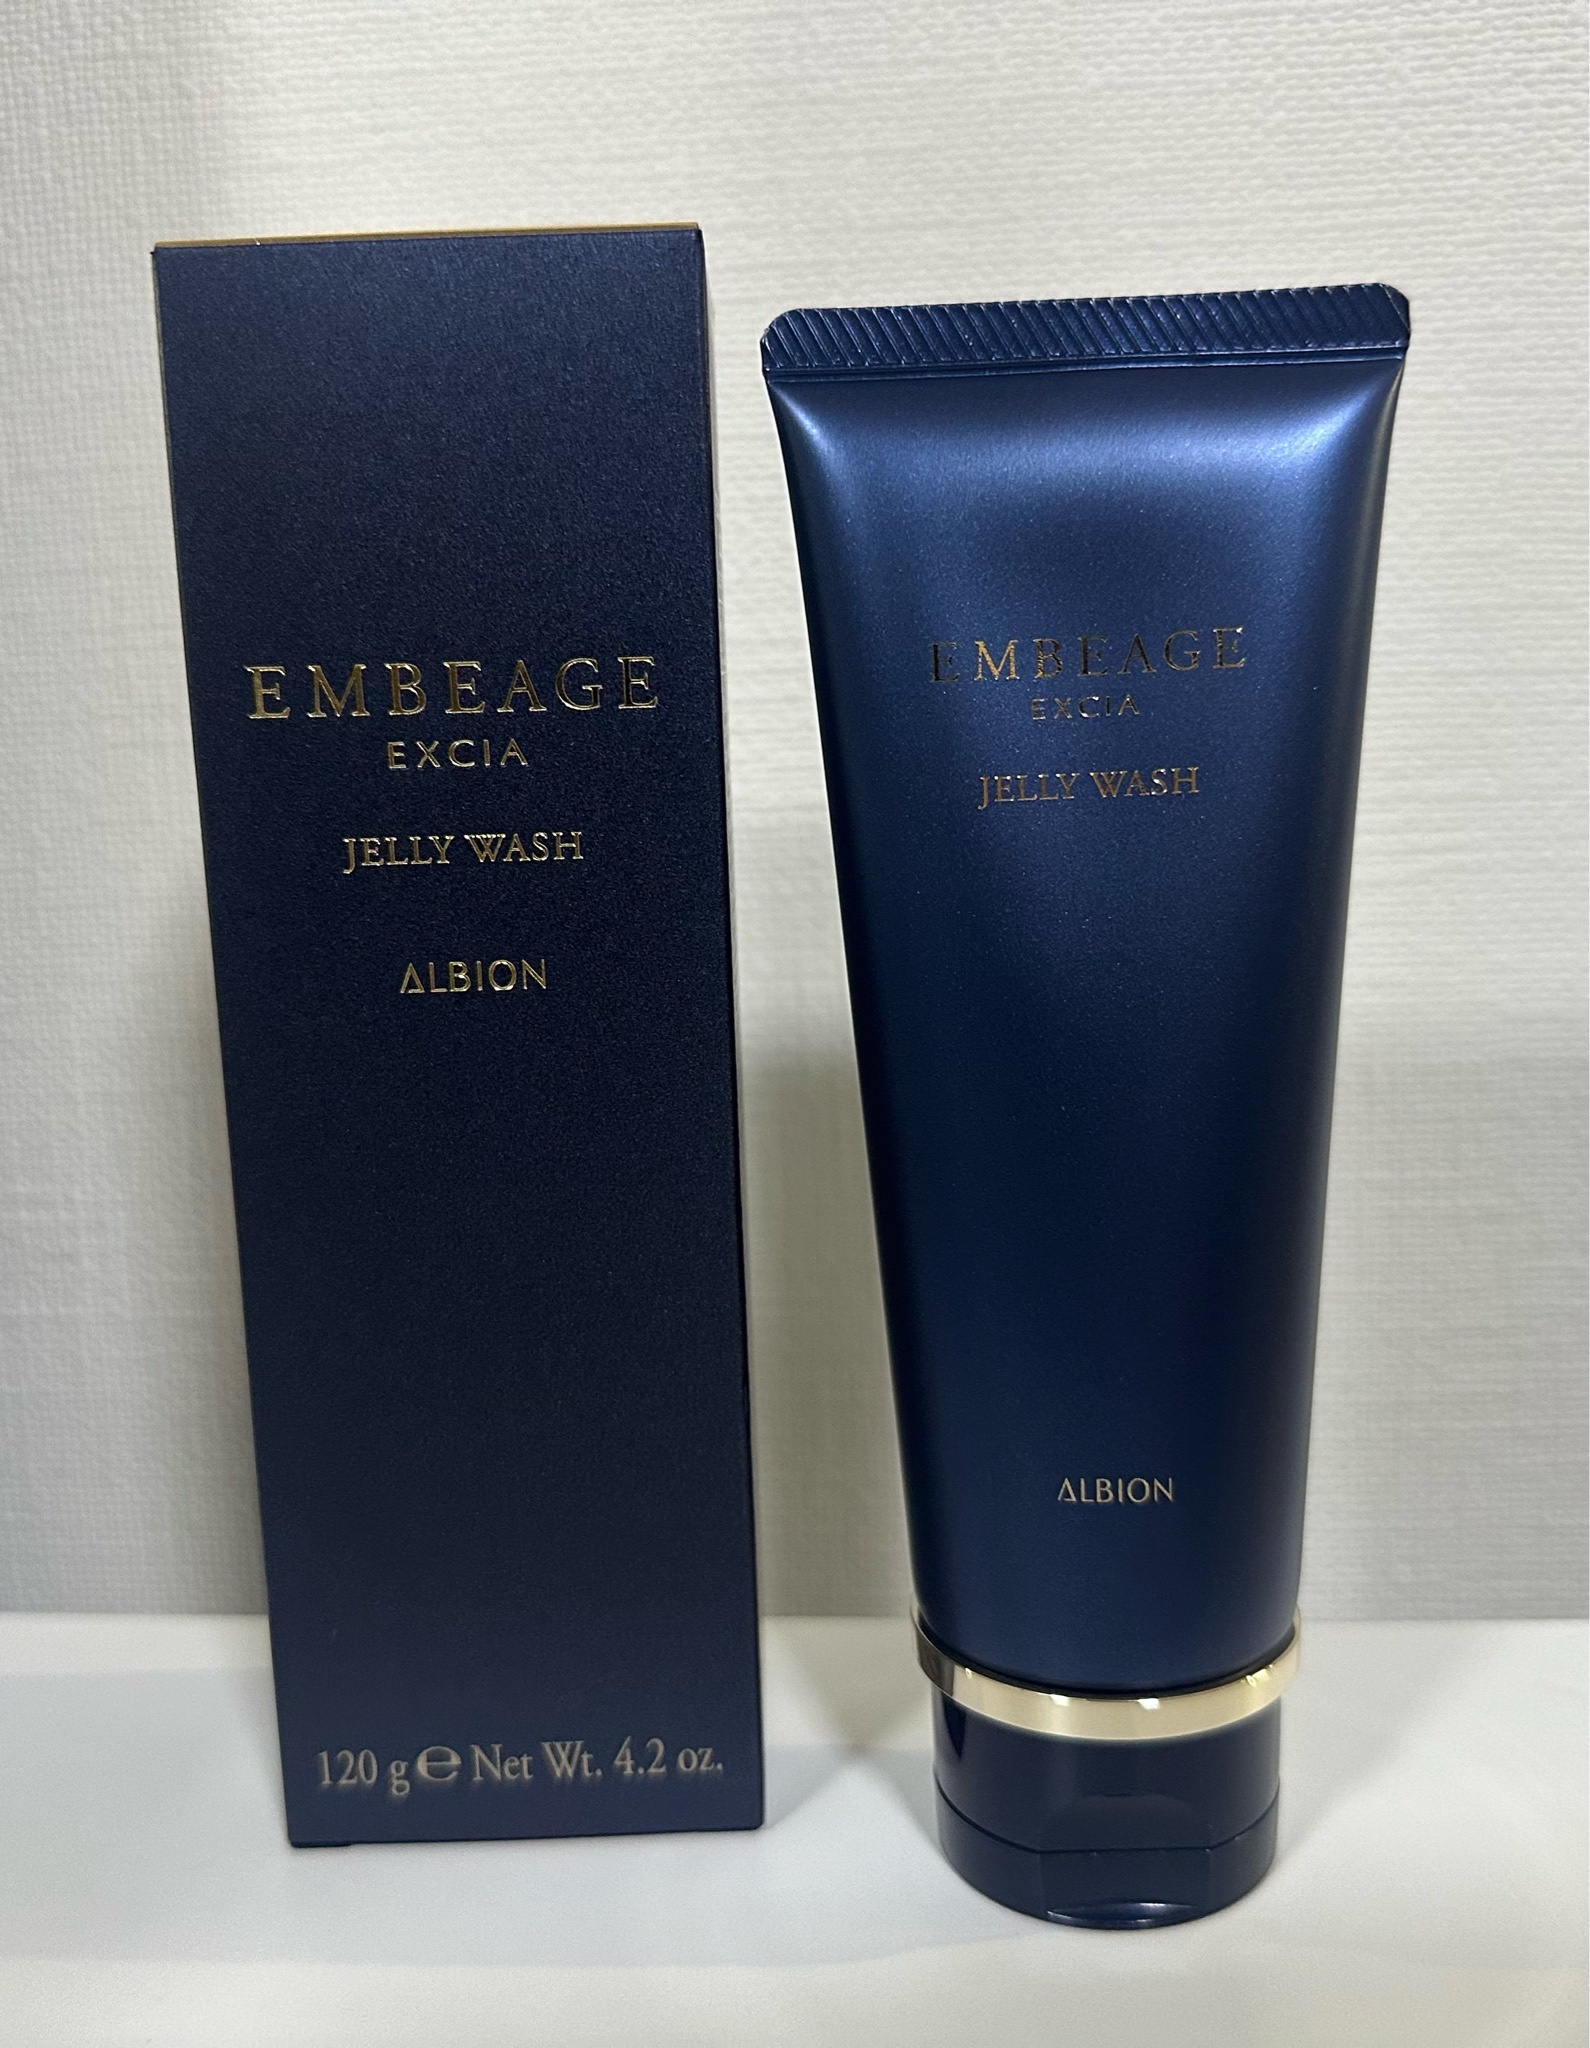 EMBEAGE
EXCIA
JELLY WASH
ALBION
120 g ℮ Net Wt. 4.2 oz.
EMBEAGE
EXCIA
JELLY WASH
ALBION